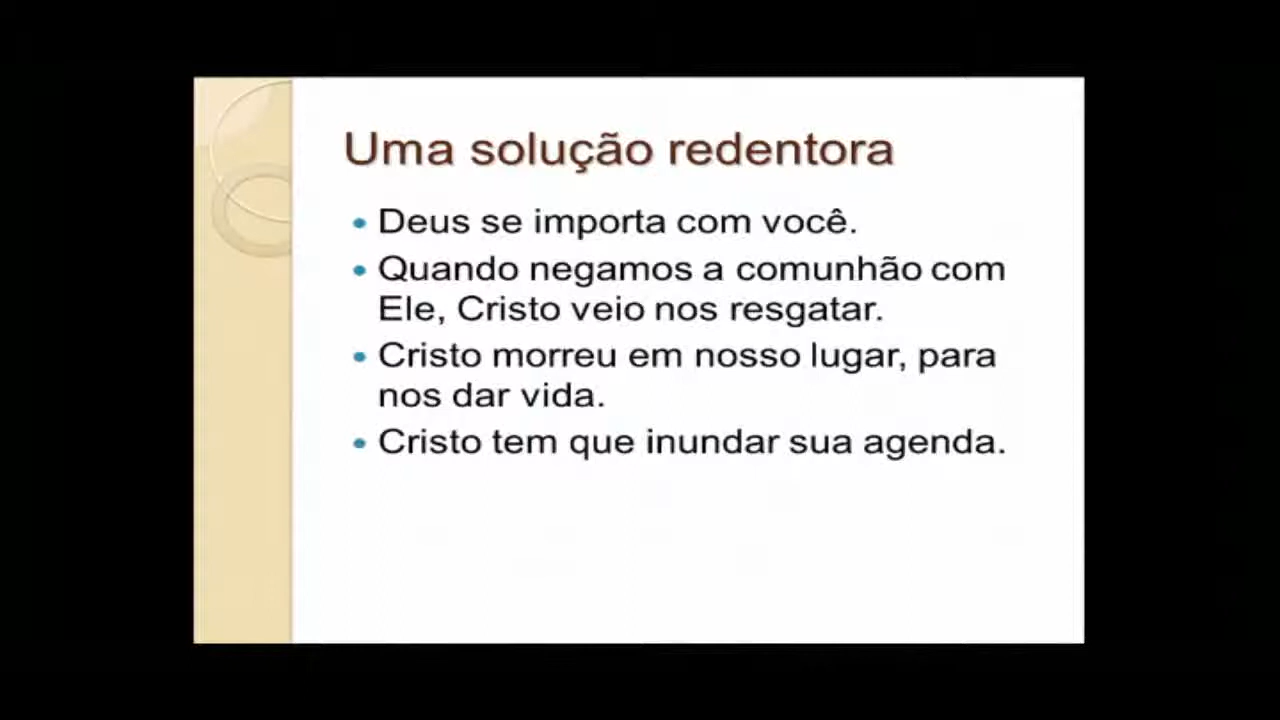 Uma solução redentora
• Deus se importa com você.
• Quando negamos a comunhão com
Ele, Cristo veio nos resgatar.
• Cristo morreu em nosso lugar, para
nos dar vida.
• Cristo tem que inundar sua agenda.